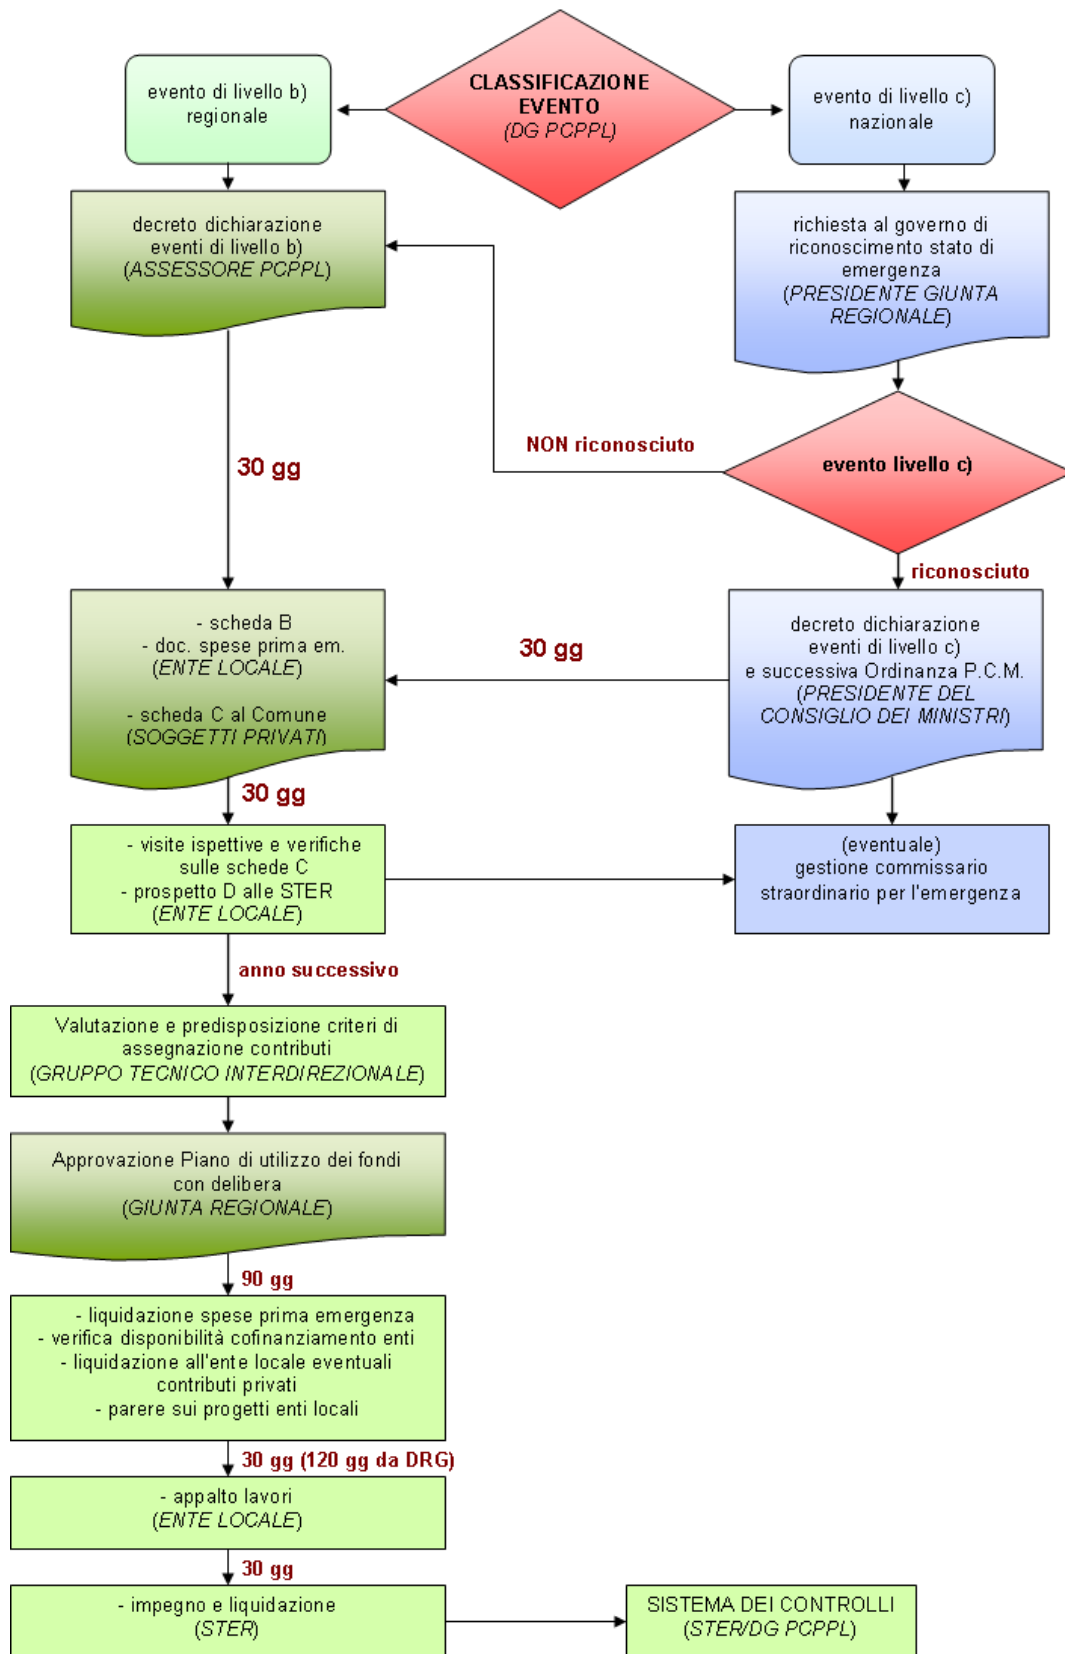 CLASSIFICAZIONE
EVENTO
(DG PCPPL)
evento di livello b)
regionale
evento di livello c)
nazionale
decreto dichiarazione
eventi di livello b)
(ASSESSORE PCPPL)
richiesta al governo di
riconoscimento stato di
emergenza
(PRESIDENTE GIUNTA
REGIONALE)
NON riconosciuto
evento livello c)
30 gg
riconosciuto
- scheda B
- doc. spese prima em.
(ENTE LOCALE)
- scheda C al Comune
(SOGGETTI PRIVATI)
30 gg
decreto dichiarazione
eventi di livello c)
e successiva Ordinanza P.C.M.
(PRESIDENTE DEL
CONSIGLIO DEI MINISTRI)
30 gg
- visite ispettive e verifiche
sulle schede C
- prospetto D alle STER
(ENTE LOCALE)
(eventuale)
gestione commissario
straordinario per l'emergenza
anno successivo
Valutazione e predisposizione criteri di
assegnazione contributi
(GRUPPO TECNICO INTERDIREZIONALE)
Approvazione Piano di utilizzo dei fondi
con delibera
(GIUNTA REGIONALE)
90 gg
- liquidazione spese prima emergenza
- verifica disponibilità cofinanziamento enti
- liquidazione all'ente locale eventuali
contributi privati
- parere sui progetti enti locali
30 gg (120 gg da DRG)
- appalto lavori
(ENTE LOCALE)
30 gg
- impegno e liquidazione
(STER)
SISTEMA DEI CONTROLLI
(STER/DG PCPPL)